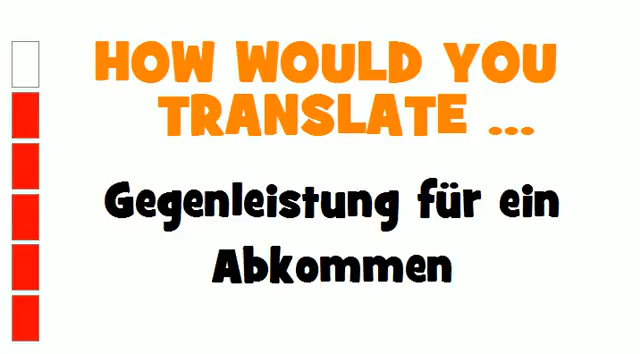 HOW WOULD YOU
TRANSLATE ...
Gegenleistung für ein
Abkommen